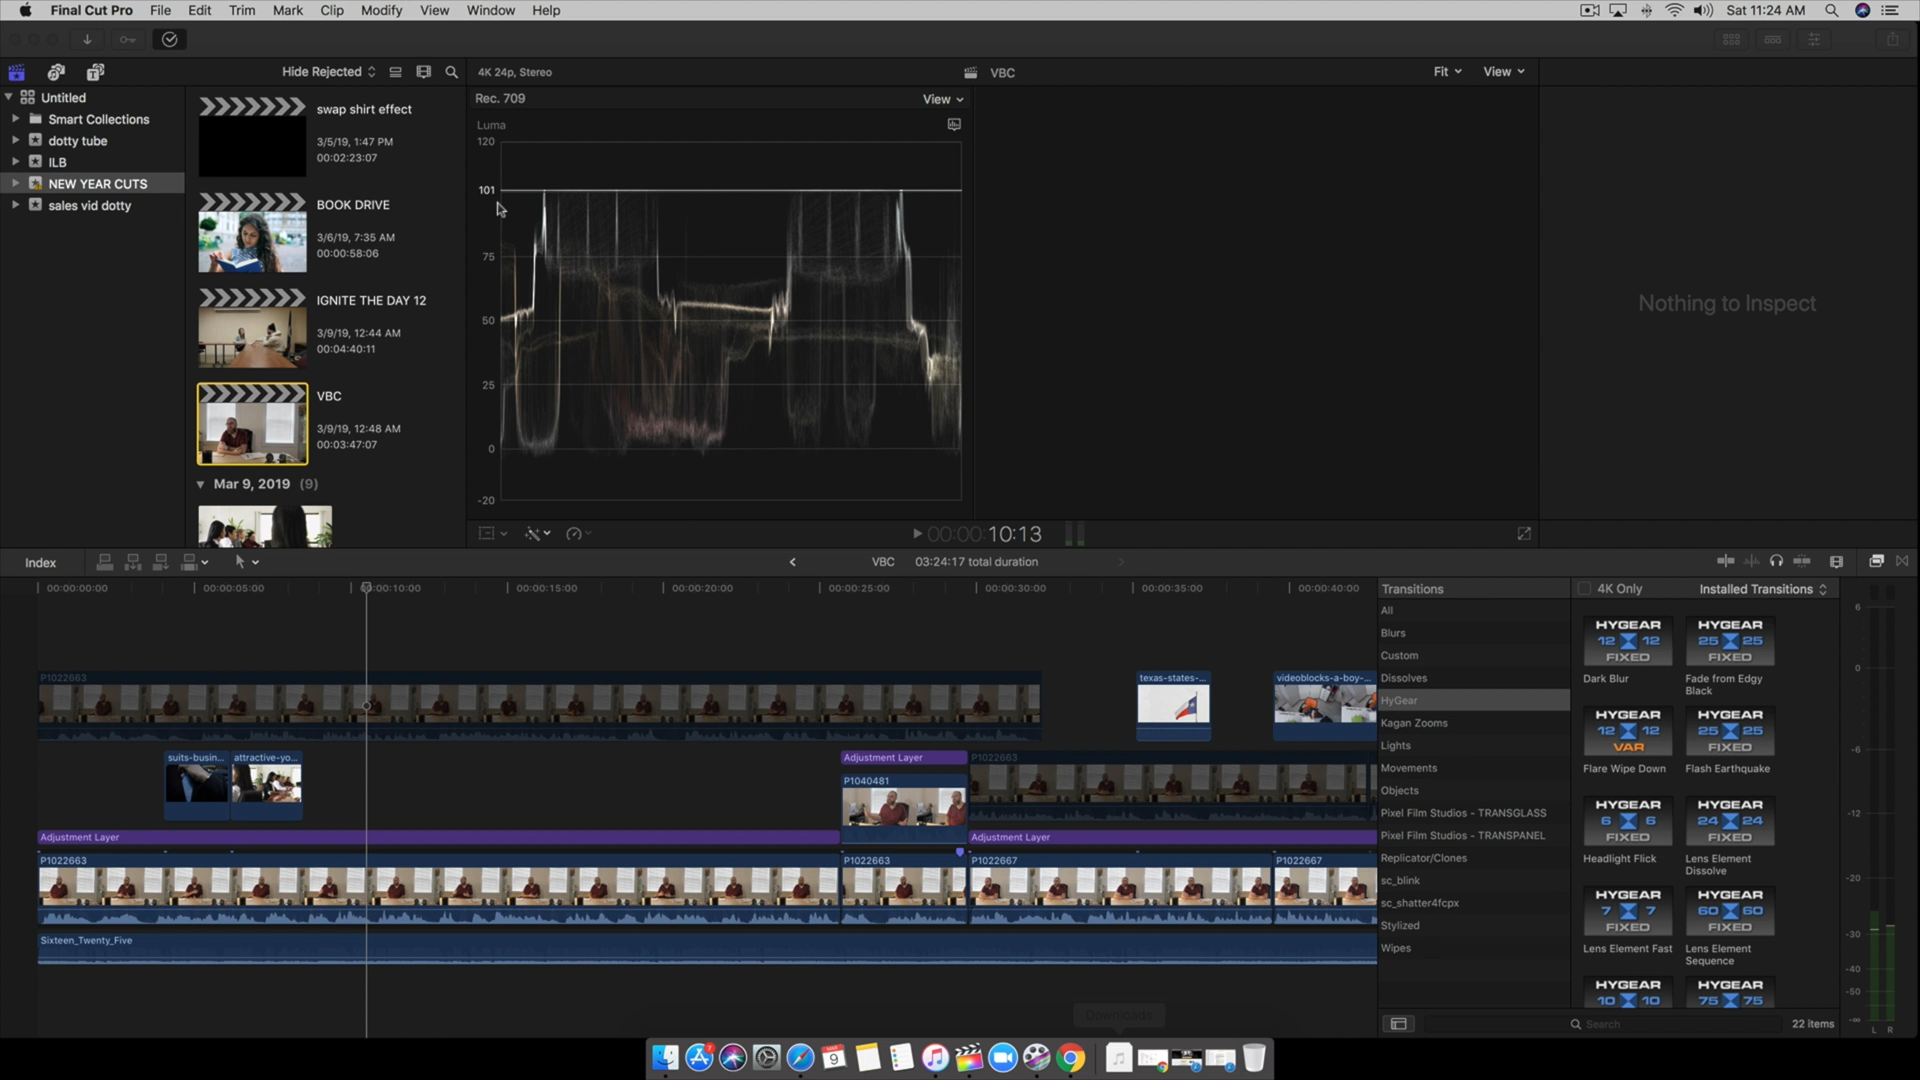 Final Cut Pro File Edit Trim Mark Clip Modify View Window Help
Sat 11:24 AM
Hide Rejected
4K 24p, Stereo
VBC
Fit
View
Untitled
Smart Collections
dotty tube
ILB
NEW YEAR CUTS
sales vid dotty
swap shirt effect
3/5/19, 1:47 PM
00:02:23:07
BOOK DRIVE
3/6/19, 7:35 AM
00:00:58:06
IGNITE THE DAY 12
3/9/19, 12:44 AM
00:04:40:11
VBC
3/9/19, 12:48 AM
00:03:47:07
Mar 9, 2019 (9)
Rec. 709
View
Luma
120
101
75
50
25
0
-20
Nothing to Inspect
00:00:10:13
Index
VBC 03:24:17 total duration
00:00:00:00
00:00:05:00
00:00:10:00
00:00:15:00
00:00:20:00
00:00:25:00
00:00:30:00
00:00:35:00
00:00:40:00
P1022663
texas-states-...
videoblocks-a-boy-...
suits-busin...
attractive-yo...
Adjustment Layer
P1022663
P1040481
Adjustment Layer
Adjustment Layer
P1022663
P1022663
P1022667
P1022667
Sixteen_Twenty_Five
Transitions
All
Blurs
Custom
Dissolves
HyGear
Kagan Zooms
Lights
Movements
Objects
Pixel Film Studios - TRANSGLASS
Pixel Film Studios - TRANSPANEL
Replicator/Clones
sc_blink
sc_shatter4fcpx
Stylized
Wipes
4K Only
Installed Transitions
HYGEAR
12 12
FIXED
Dark Blur
HYGEAR
25 25
FIXED
Fade from Edgy
Black
HYGEAR
12 12
VAR
Flare Wipe Down
HYGEAR
25 25
FIXED
Flash Earthquake
HYGEAR
6 6
FIXED
Headlight Flick
HYGEAR
24 24
FIXED
Lens Element
Dissolve
HYGEAR
7 7
FIXED
Lens Element Fast
HYGEAR
60 60
FIXED
Lens Element
Sequence
HYGEAR
10 10
HYGEAR
75 75
Search
22 items
6
0
-6
-12
-20
-30
-40
-50
-∞
L R
Downloads
9